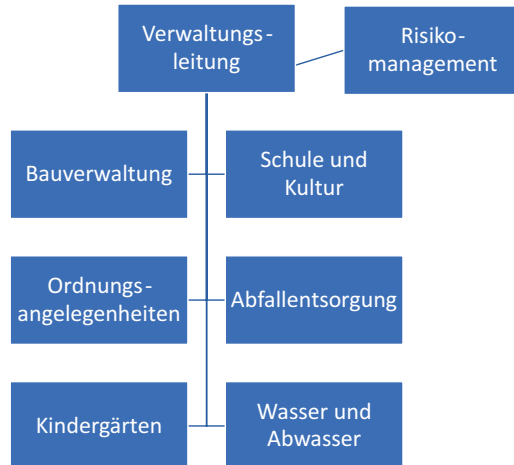 Verwaltungs-
leitung
Risiko-
management
Bauverwaltung
Schule und
Kultur
Ordnungs-
angelegenheiten
Abfallentsorgung
Kindergärten
Wasser und
Abwasser